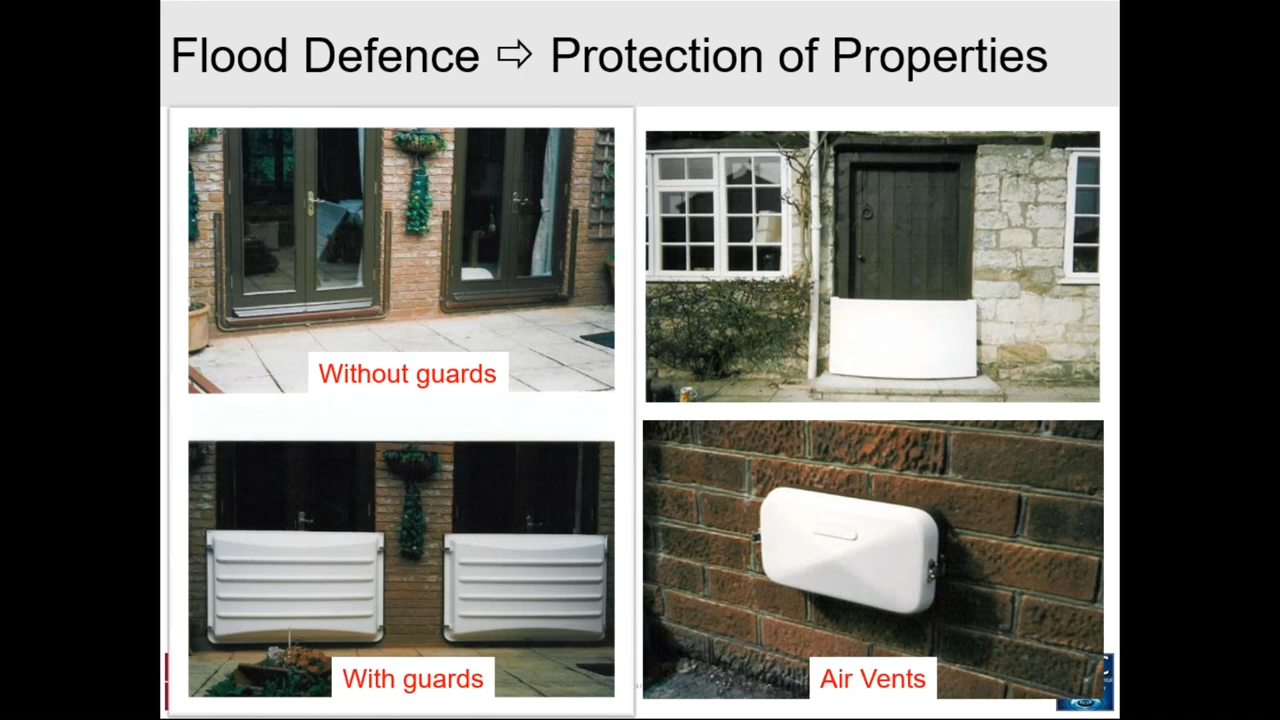 Flood Defence ⇨ Protection of Properties
Without guards
With guards
Air Vents